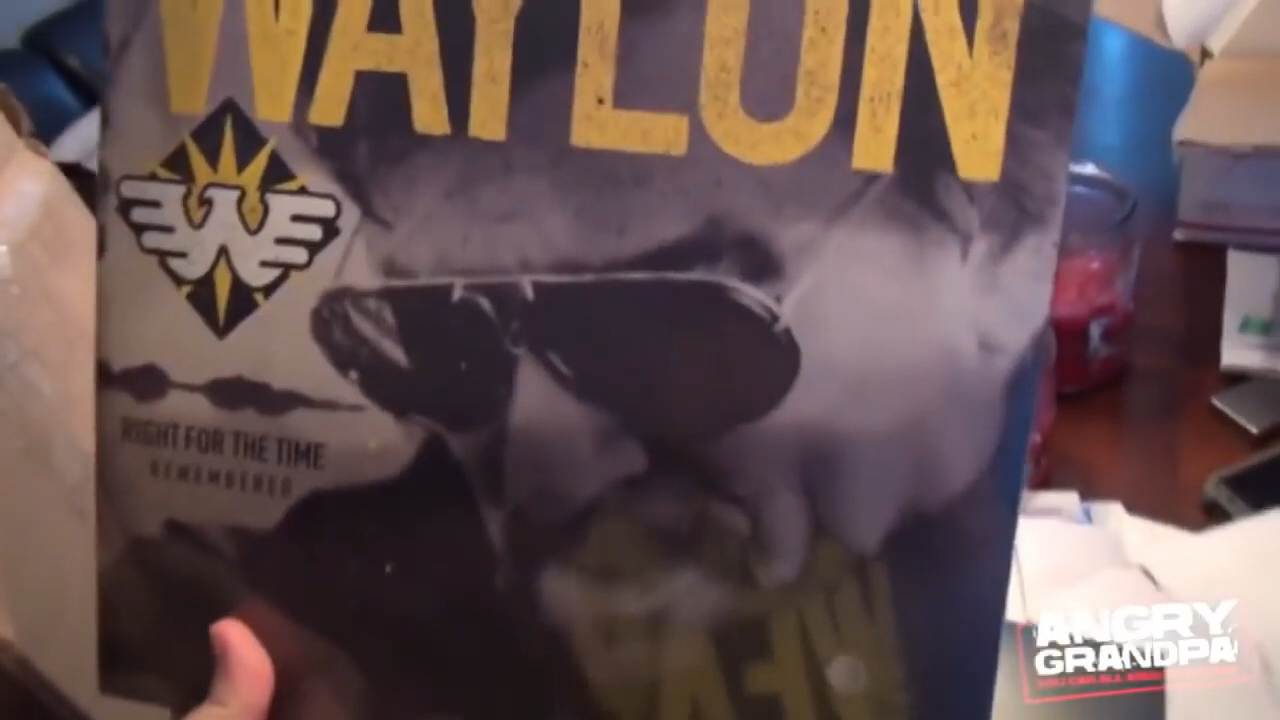 WAYLON
W
RIGHT FOR THE TIME
REMEMBERED
ANGRY
GRANDPA